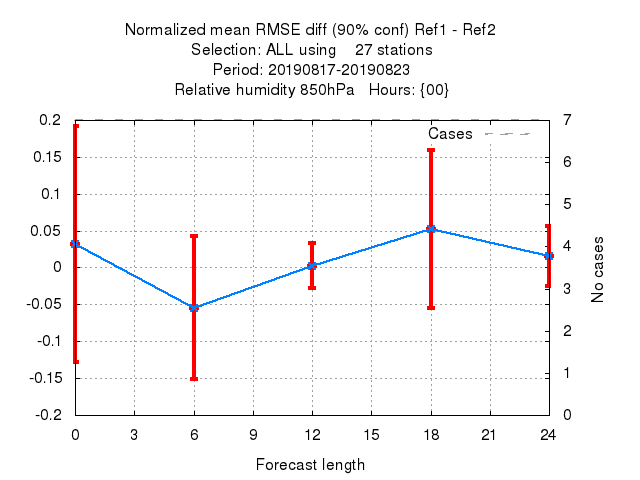 Normalized mean RMSE diff (90% conf) Ref1 - Ref2
Selection: ALL using    27 stations
Period: 20190817-20190823
Relative humidity 850hPa   Hours: {00}
Cases
0.2
0.15
0.1
0.05
0
-0.05
-0.1
-0.15
-0.2
7
6
5
4
3
2
1
0
No cases
0 3 6 9 12 15 18 21 24
Forecast length